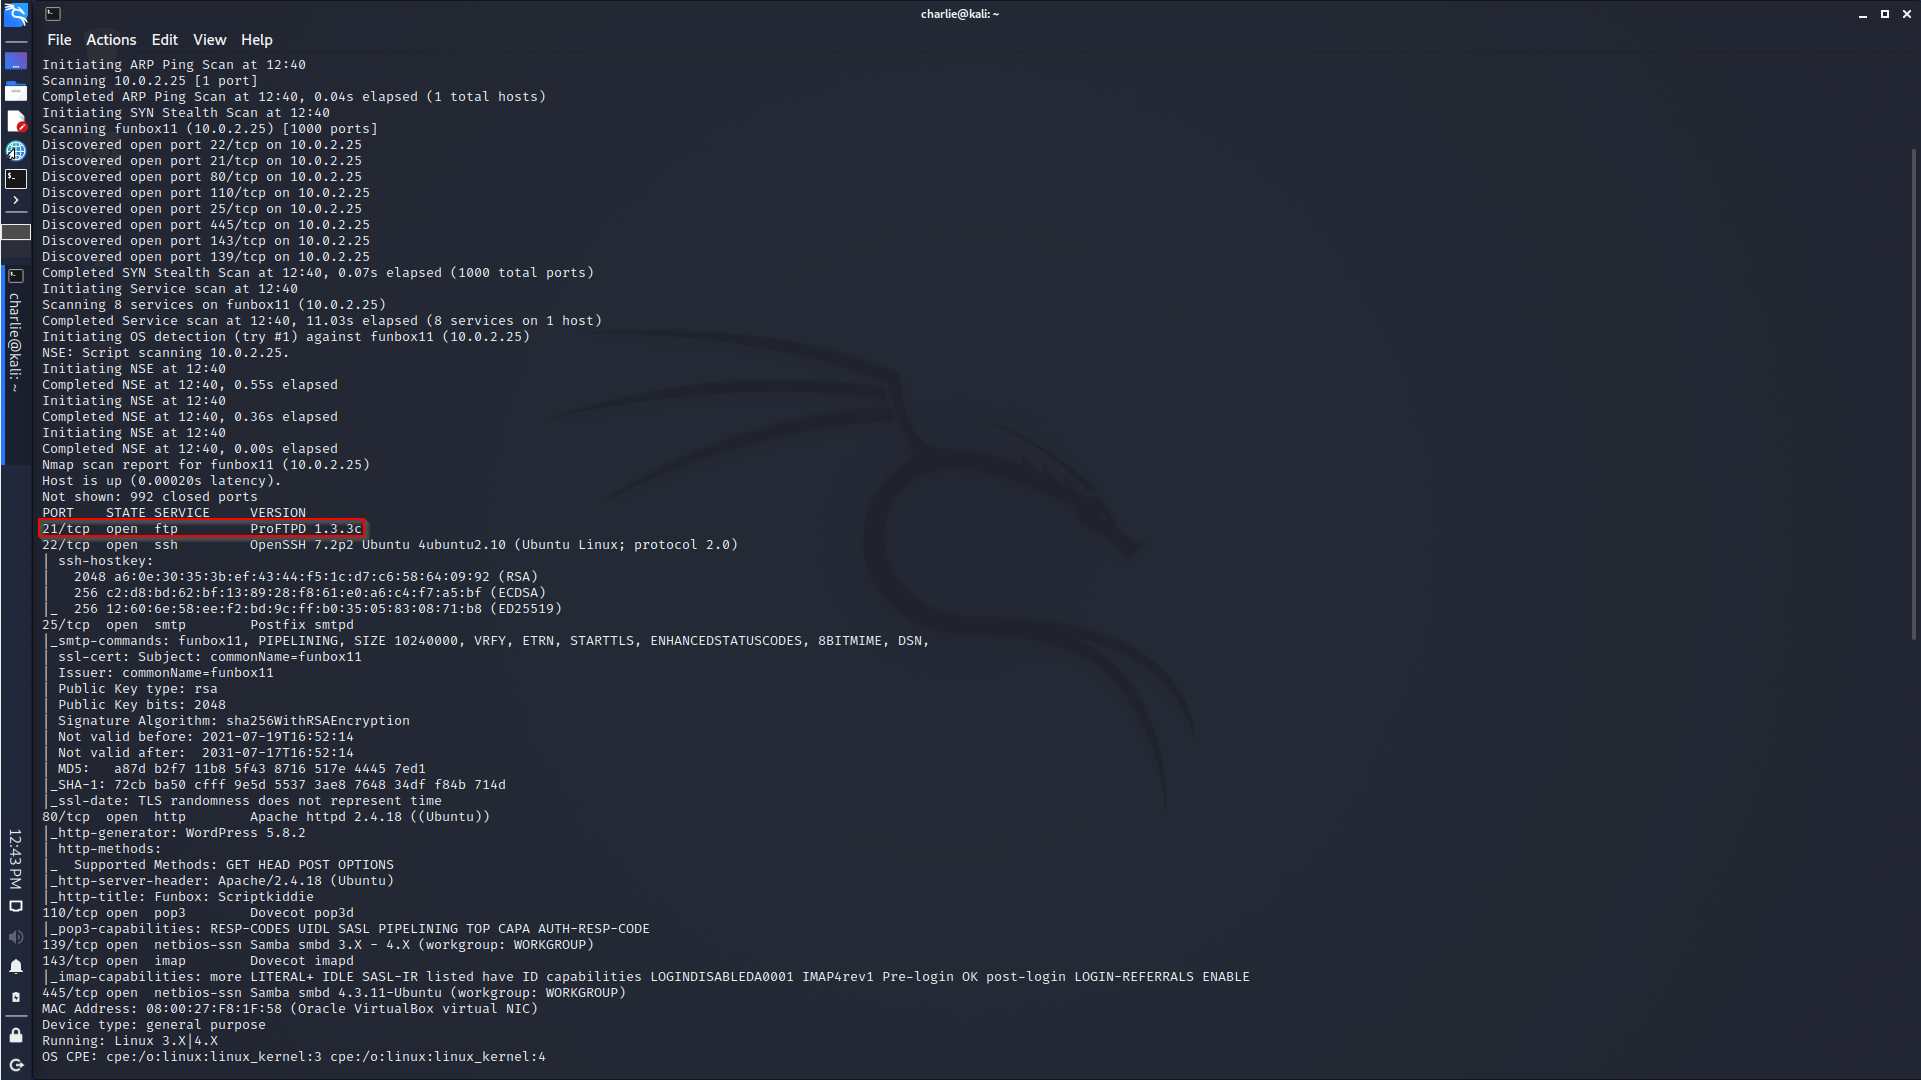 charlie@kali: ~
File Actions Edit View Help
Initiating ARP Ping Scan at 12:40
Scanning 10.0.2.25 [1 port]
Completed ARP Ping Scan at 12:40, 0.04s elapsed (1 total hosts)
Initiating SYN Stealth Scan at 12:40
Scanning funbox11 (10.0.2.25) [1000 ports]
Discovered open port 22/tcp on 10.0.2.25
Discovered open port 21/tcp on 10.0.2.25
Discovered open port 80/tcp on 10.0.2.25
Discovered open port 110/tcp on 10.0.2.25
Discovered open port 25/tcp on 10.0.2.25
Discovered open port 445/tcp on 10.0.2.25
Discovered open port 143/tcp on 10.0.2.25
Discovered open port 139/tcp on 10.0.2.25
Completed SYN Stealth Scan at 12:40, 0.07s elapsed (1000 total ports)
Initiating Service scan at 12:40
Scanning 8 services on funbox11 (10.0.2.25)
Completed Service scan at 12:40, 11.03s elapsed (8 services on 1 host)
Initiating OS detection (try #1) against funbox11 (10.0.2.25)
NSE: Script scanning 10.0.2.25.
Initiating NSE at 12:40
Completed NSE at 12:40, 0.55s elapsed
Initiating NSE at 12:40
Completed NSE at 12:40, 0.36s elapsed
Initiating NSE at 12:40
Completed NSE at 12:40, 0.00s elapsed
Nmap scan report for funbox11 (10.0.2.25)
Host is up (0.00020s latency).
Not shown: 992 closed ports
PORT    STATE SERVICE     VERSION
21/tcp  open  ftp         ProFTPD 1.3.3c
22/tcp  open  ssh         OpenSSH 7.2p2 Ubuntu 4ubuntu2.10 (Ubuntu Linux; protocol 2.0)
| ssh-hostkey:
|   2048 a6:0e:30:35:3b:ef:43:44:f5:1c:d7:c6:58:64:09:92 (RSA)
|   256 c2:d8:bd:62:bf:13:89:28:f8:61:e0:a6:c4:f7:a5:bf (ECDSA)
|_  256 12:60:6e:58:ee:f2:bd:9c:ff:b0:35:05:83:08:71:b8 (ED25519)
25/tcp  open  smtp        Postfix smtpd
|_smtp-commands: funbox11, PIPELINING, SIZE 10240000, VRFY, ETRN, STARTTLS, ENHANCEDSTATUSCODES, 8BITMIME, DSN,
| ssl-cert: Subject: commonName=funbox11
| Issuer: commonName=funbox11
| Public Key type: rsa
| Public Key bits: 2048
| Signature Algorithm: sha256WithRSAEncryption
| Not valid before: 2021-07-19T16:52:14
| Not valid after:  2031-07-17T16:52:14
| MD5:   a87d b2f7 11b8 5f43 8716 517e 4445 7ed1
|_SHA-1: 72cb ba50 cfff 9e5d 5537 3ae8 7648 34df f84b 714d
|_ssl-date: TLS randomness does not represent time
80/tcp  open  http        Apache httpd 2.4.18 ((Ubuntu))
|_http-generator: WordPress 5.8.2
| http-methods:
|_  Supported Methods: GET HEAD POST OPTIONS
|_http-server-header: Apache/2.4.18 (Ubuntu)
|_http-title: Funbox: Scriptkiddie
110/tcp open  pop3        Dovecot pop3d
|_pop3-capabilities: RESP-CODES UIDL SASL PIPELINING TOP CAPA AUTH-RESP-CODE
139/tcp open  netbios-ssn Samba smbd 3.X - 4.X (workgroup: WORKGROUP)
143/tcp open  imap        Dovecot imapd
|_imap-capabilities: more LITERAL+ IDLE SASL-IR listed have ID capabilities LOGINDISABLEDA0001 IMAP4rev1 Pre-login OK post-login LOGIN-REFERRALS ENABLE
445/tcp open  netbios-ssn Samba smbd 4.3.11-Ubuntu (workgroup: WORKGROUP)
MAC Address: 08:00:27:F8:1F:58 (Oracle VirtualBox virtual NIC)
Device type: general purpose
Running: Linux 3.X|4.X
OS CPE: cpe:/o:linux:linux_kernel:3 cpe:/o:linux:linux_kernel:4
charlie@kali: ~
12:43 PM